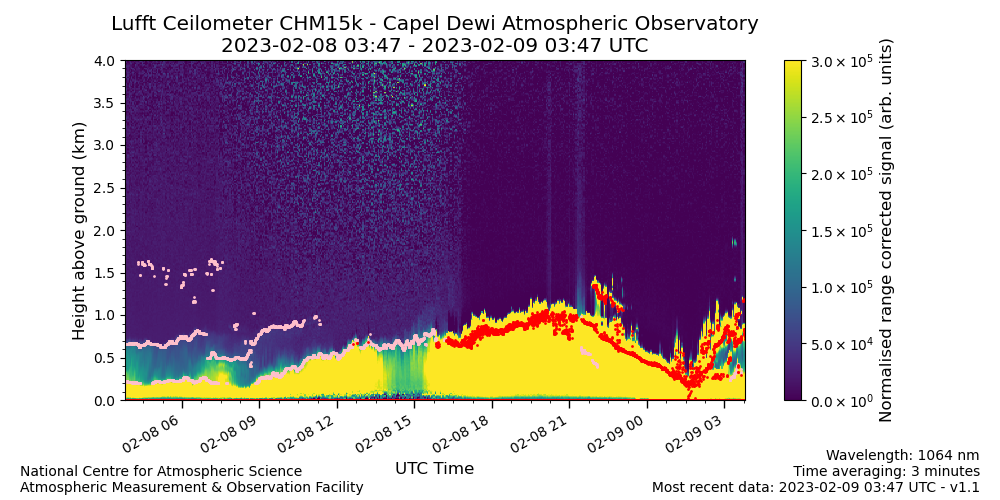 Lufft Ceilometer CHM15k - Capel Dewi Atmospheric Observatory
2023-02-08 03:47 - 2023-02-09 03:47 UTC
Height above ground (km)
4.0
3.5
3.0
2.5
2.0
1.5
1.0
0.5
0.0
02-08 06
02-08 09
02-08 12
02-08 15
02-08 18
02-08 21
02-09 00
02-09 03
UTC Time
3.0 × 10⁵
2.5 × 10⁵
2.0 × 10⁵
1.5 × 10⁵
1.0 × 10⁵
5.0 × 10⁴
0.0 × 10⁰
Normalised range corrected signal (arb. units)
National Centre for Atmospheric Science
Atmospheric Measurement & Observation Facility
Wavelength: 1064 nm
Time averaging: 3 minutes
Most recent data: 2023-02-09 03:47 UTC - v1.1